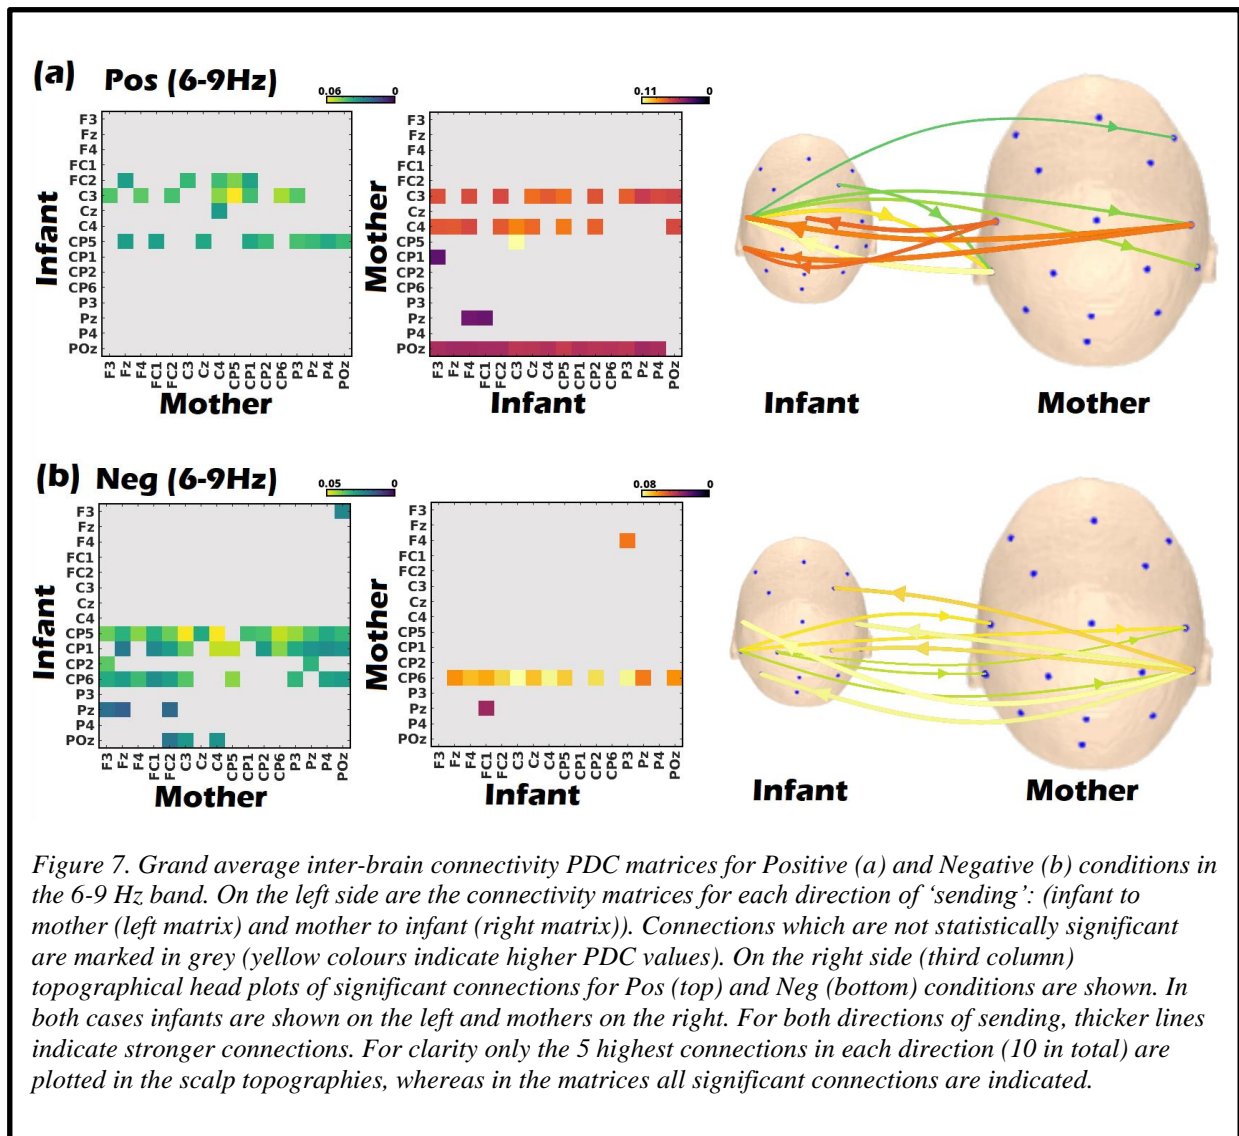 (a) Pos (6-9Hz)
0.06 0
0.11 0
Infant
F3
Fz
F4
FC1
FC2
C3
Cz
C4
CP5
CP1
CP2
CP6
P3
Pz
P4
POz
F3 Fz F4 FC1 FC2 C3 Cz C4 CP5 CP1 CP2 CP6 P3 Pz P4 POz
Mother
Mother
FC2
C3
Cz
C4
CP5
CP1
CP2
CP6
P3
Pz
P4
POz
F3
Fz
F4
FC1
F3 Fz F4 FC1 FC2 C3 Cz C4 CP5 CP1 CP2 CP6 P3 Pz P4 POz
Infant
Infant Mother
(b) Neg (6-9Hz)
0.05 0
0.08 0
Infant
F3
Fz
F4
FC1
FC2
C3
Cz
C4
CP5
CP1
CP2
CP6
P3
Pz
P4
POz
F3 Fz F4 FC1 FC2 C3 Cz C4 CP5 CP1 CP2 CP6 P3 Pz P4 POz
Mother
Mother
F3
Fz
F4
FC1
FC2
C3
Cz
C4
CP5
CP1
CP2
CP6
P3
Pz
P4
POz
F3 Fz F4 FC1 FC2 C3 Cz C4 CP5 CP1 CP2 CP6 P3 Pz P4 POz
Infant
Infant Mother
Figure 7. Grand average inter-brain connectivity PDC matrices for Positive (a) and Negative (b) conditions in
the 6-9 Hz band. On the left side are the connectivity matrices for each direction of ‘sending’: (infant to
mother (left matrix) and mother to infant (right matrix)). Connections which are not statistically significant
are marked in grey (yellow colours indicate higher PDC values). On the right side (third column)
topographical head plots of significant connections for Pos (top) and Neg (bottom) conditions are shown. In
both cases infants are shown on the left and mothers on the right. For both directions of sending, thicker lines
indicate stronger connections. For clarity only the 5 highest connections in each direction (10 in total) are
plotted in the scalp topographies, whereas in the matrices all significant connections are indicated.